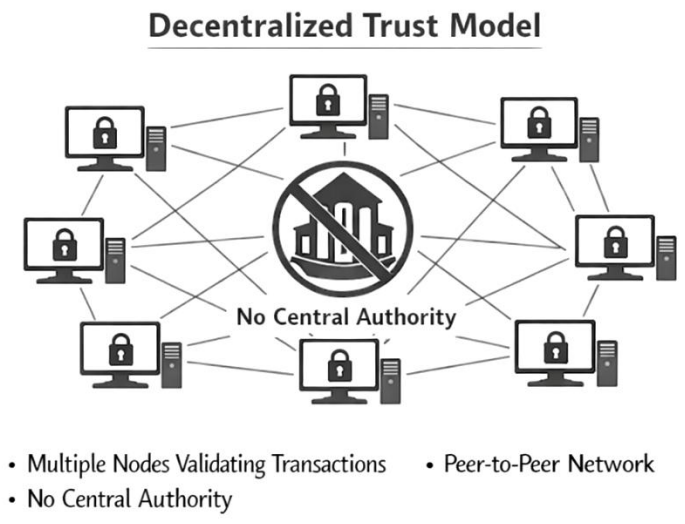 Decentralized Trust Model
No Central Authority
• Multiple Nodes Validating Transactions
• Peer-to-Peer Network
• No Central Authority